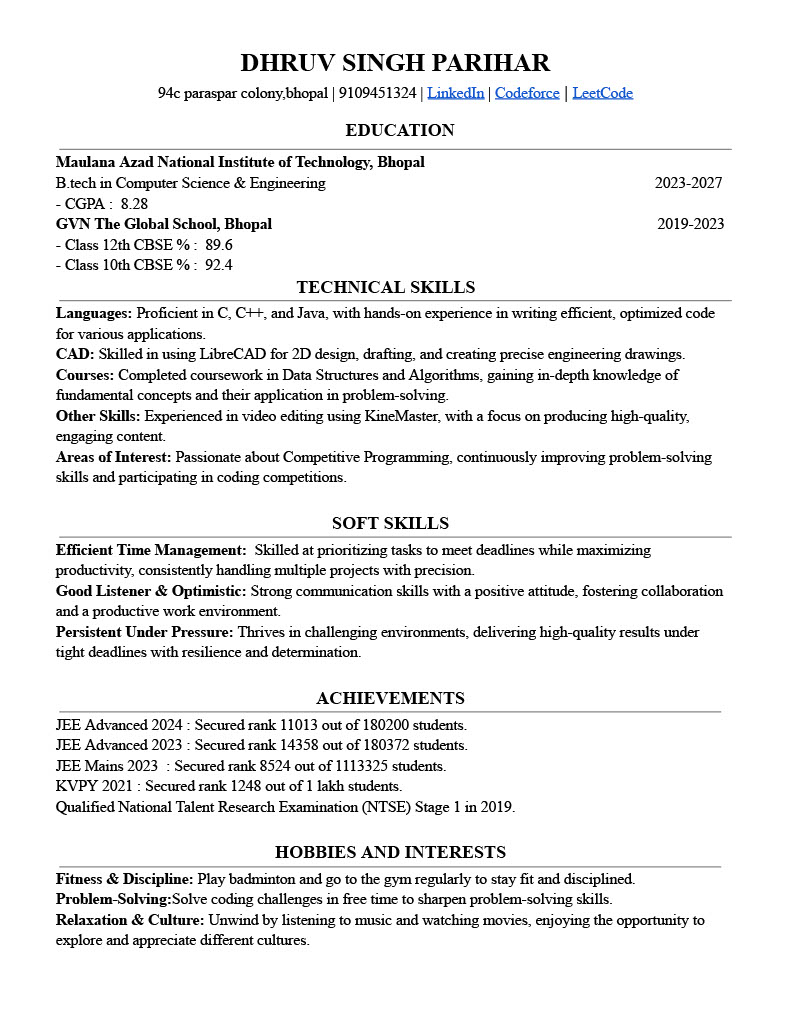 DHRUV SINGH PARIHAR
94c paraspar colony,bhopal | 9109451324 | LinkedIn | Codeforce | LeetCode
EDUCATION
Maulana Azad National Institute of Technology, Bhopal
B.tech in Computer Science & Engineering 2023-2027
- CGPA : 8.28
GVN The Global School, Bhopal 2019-2023
- Class 12th CBSE % : 89.6
- Class 10th CBSE % : 92.4
TECHNICAL SKILLS
Languages: Proficient in C, C++, and Java, with hands-on experience in writing efficient, optimized code
for various applications.
CAD: Skilled in using LibreCAD for 2D design, drafting, and creating precise engineering drawings.
Courses: Completed coursework in Data Structures and Algorithms, gaining in-depth knowledge of
fundamental concepts and their application in problem-solving.
Other Skills: Experienced in video editing using KineMaster, with a focus on producing high-quality,
engaging content.
Areas of Interest: Passionate about Competitive Programming, continuously improving problem-solving
skills and participating in coding competitions.
SOFT SKILLS
Efficient Time Management: Skilled at prioritizing tasks to meet deadlines while maximizing
productivity, consistently handling multiple projects with precision.
Good Listener & Optimistic: Strong communication skills with a positive attitude, fostering collaboration
and a productive work environment.
Persistent Under Pressure: Thrives in challenging environments, delivering high-quality results under
tight deadlines with resilience and determination.
ACHIEVEMENTS
JEE Advanced 2024 : Secured rank 11013 out of 180200 students.
JEE Advanced 2023 : Secured rank 14358 out of 180372 students.
JEE Mains 2023 : Secured rank 8524 out of 1113325 students.
KVPY 2021 : Secured rank 1248 out of 1 lakh students.
Qualified National Talent Research Examination (NTSE) Stage 1 in 2019.
HOBBIES AND INTERESTS
Fitness & Discipline: Play badminton and go to the gym regularly to stay fit and disciplined.
Problem-Solving:Solve coding challenges in free time to sharpen problem-solving skills.
Relaxation & Culture: Unwind by listening to music and watching movies, enjoying the opportunity to
explore and appreciate different cultures.